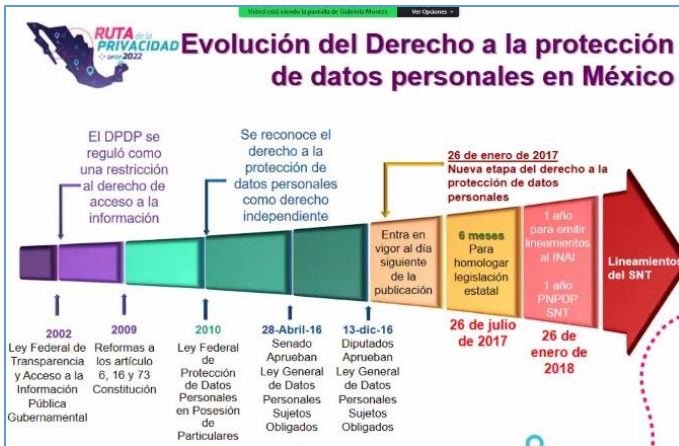 Usted está viendo la pantalla de Gabriela Montes
Ver Opciones
RUTA de la
PRIVACIDAD
2022
Evolución del Derecho a la protección
de datos personales en México
El DPDP se
reguló como
una restricción
al derecho de
acceso a la
información
Se reconoce el
derecho a la
protección de
datos personales
como derecho
independiente
26 de enero de 2017
Nueva etapa del derecho a la
protección de datos
personales
Entra en
vigor al día
siguiente
de la
publicación
6 meses
Para
homologar
legislación
estatal
1 año
para emitir
lineamientos
al INAI
1 año
PNPDP
SNT
Lineamientos
del SNT
2002
Ley Federal de
Transparencia
y Acceso a la
Información
Pública
Gubernamental
2009
Reformas a
los artículo
6, 16 y 73
Constitución
2010
Ley Federal
de
Protección
de Datos
Personales
en Posesión
de
Particulares
28-Abril-16
Senado
Aprueban
Ley General
de Datos
Personales
Sujetos
Obligados
13-dic-16
Diputados
Aprueban
Ley General
de Datos
Personales
Sujetos
Obligados
26 de julio
de 2017
26 de
enero de
2018